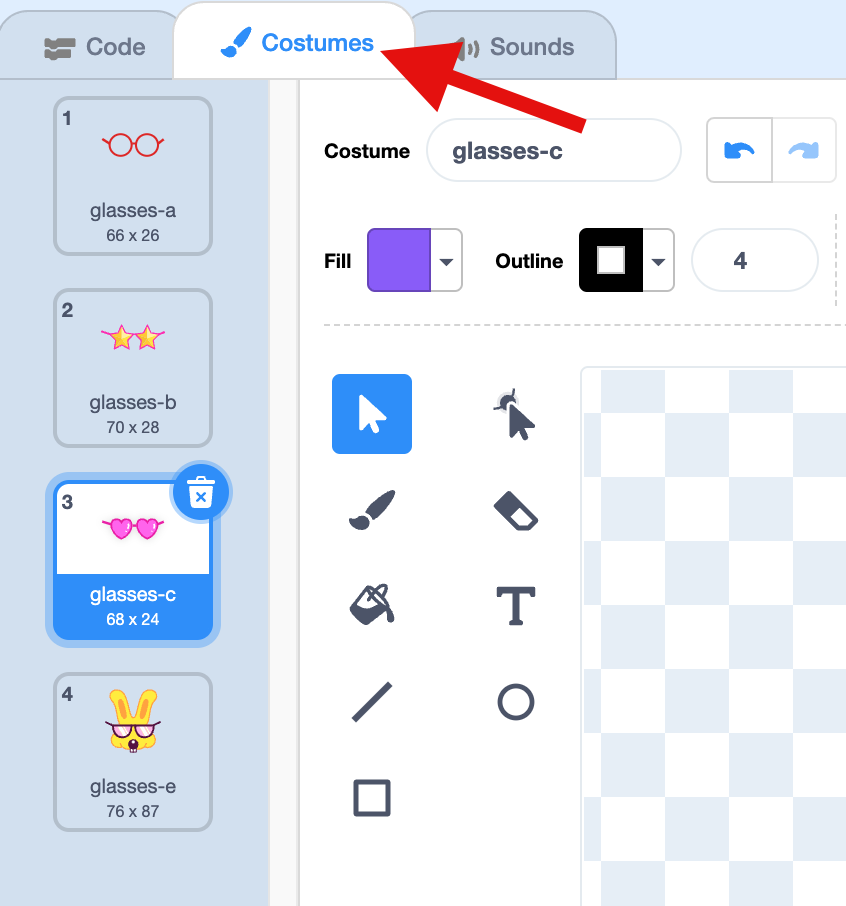 Code
Costumes
Sounds
1
glasses-a
66 x 26
2
glasses-b
70 x 28
3
glasses-c
68 x 24
4
glasses-e
76 x 87
Costume
glasses-c
Fill
Outline
4
T